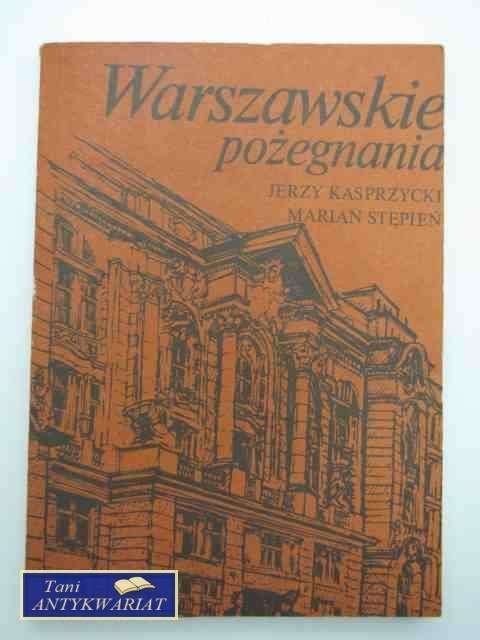 Warszawskie
pożegnania
JERZY KASPRZYCKI
MARIAN STĘPIEŃ
Tani
ANTYKWARIAT